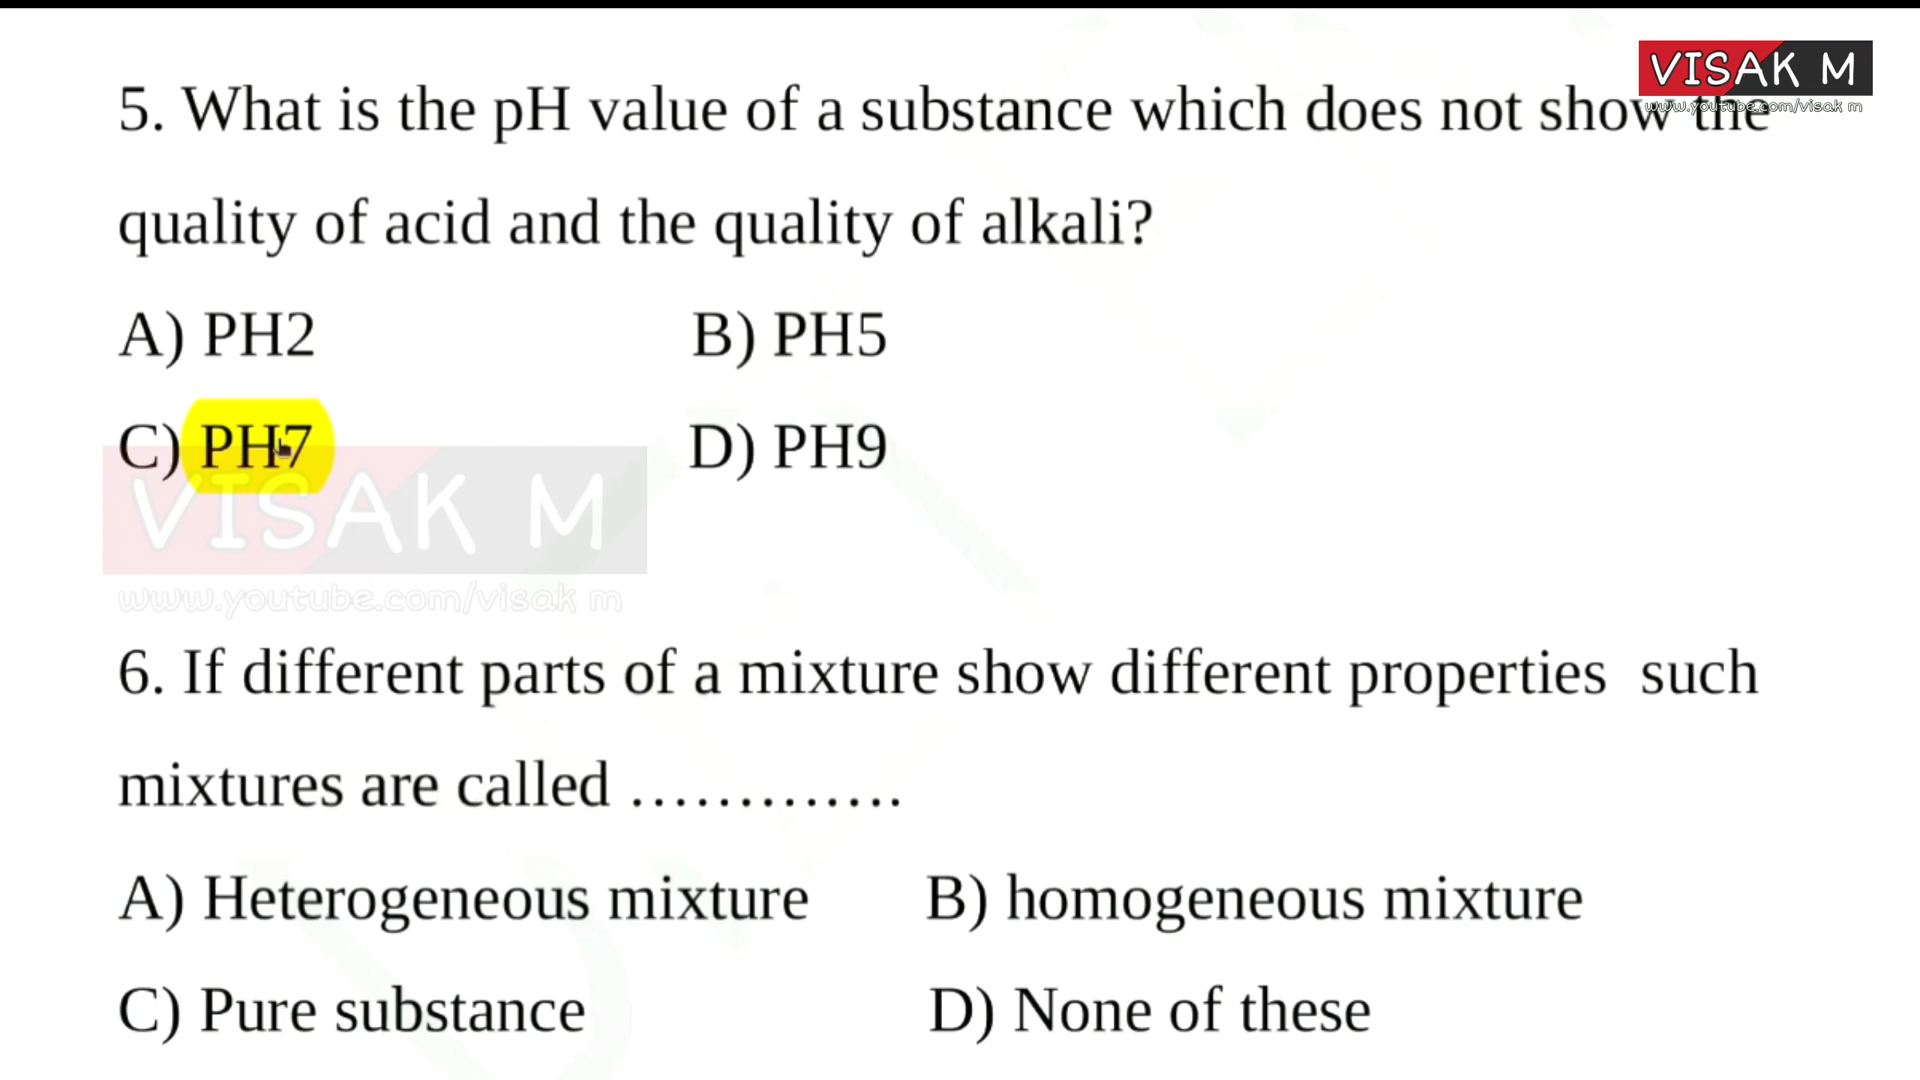 VISAK M
www.youtube.com/visak m
5. What is the pH value of a substance which does not show the
quality of acid and the quality of alkali?
A) PH2 B) PH5
C) PH7 D) PH9
VISAK M
www.youtube.com/visak m
6. If different parts of a mixture show different properties such
mixtures are called .............
A) Heterogeneous mixture B) homogeneous mixture
C) Pure substance D) None of these